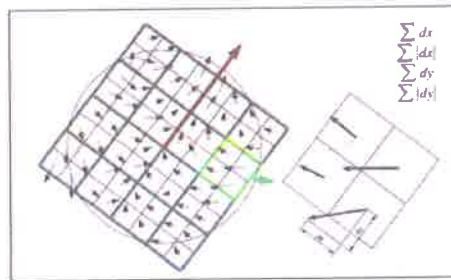 ∑ dx
∑ |dx|
∑ dy
∑ |dy|